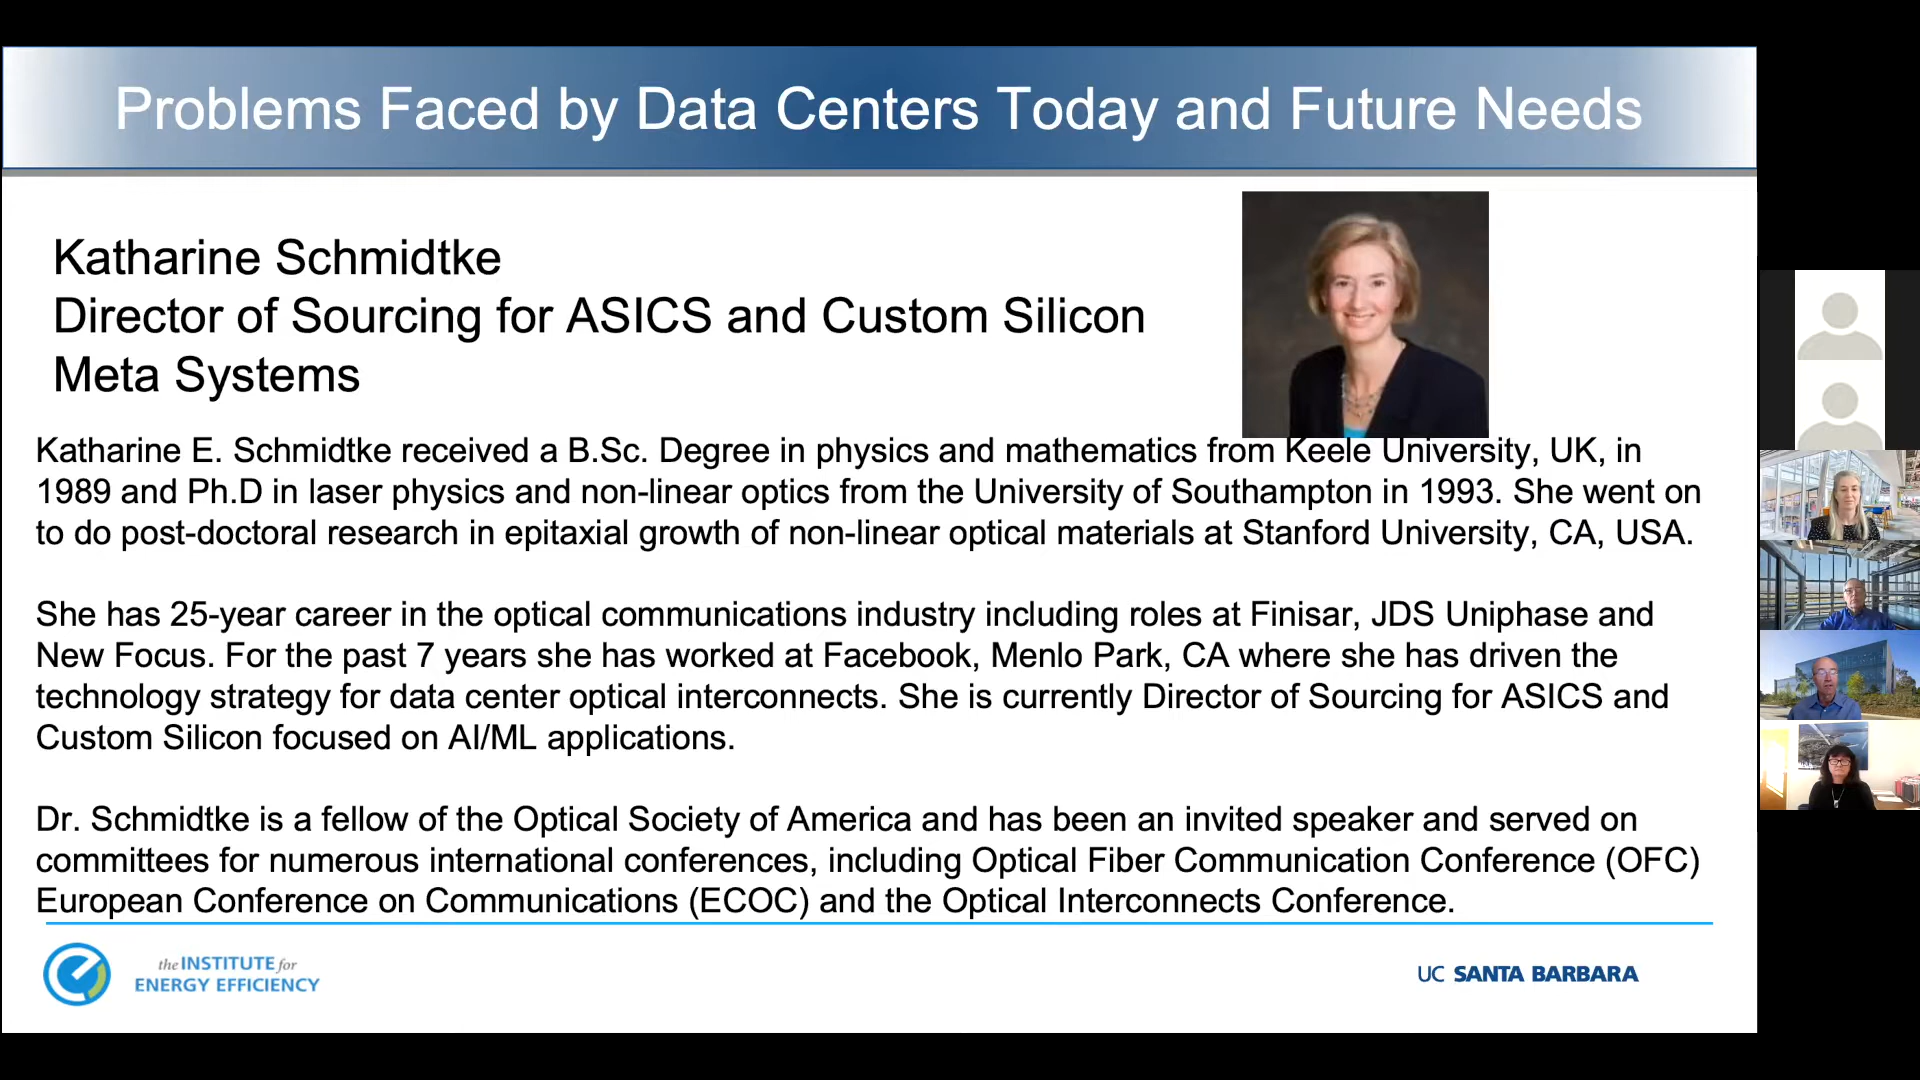 Problems Faced by Data Centers Today and Future Needs
Katharine Schmidtke
Director of Sourcing for ASICS and Custom Silicon
Meta Systems
Katharine E. Schmidtke received a B.Sc. Degree in physics and mathematics from Keele University, UK, in
1989 and Ph.D in laser physics and non-linear optics from the University of Southampton in 1993. She went on
to do post-doctoral research in epitaxial growth of non-linear optical materials at Stanford University, CA, USA.
She has 25-year career in the optical communications industry including roles at Finisar, JDS Uniphase and
New Focus. For the past 7 years she has worked at Facebook, Menlo Park, CA where she has driven the
technology strategy for data center optical interconnects. She is currently Director of Sourcing for ASICS and
Custom Silicon focused on AI/ML applications.
Dr. Schmidtke is a fellow of the Optical Society of America and has been an invited speaker and served on
committees for numerous international conferences, including Optical Fiber Communication Conference (OFC)
European Conference on Communications (ECOC) and the Optical Interconnects Conference.
the INSTITUTE for
ENERGY EFFICIENCY
UC SANTA BARBARA